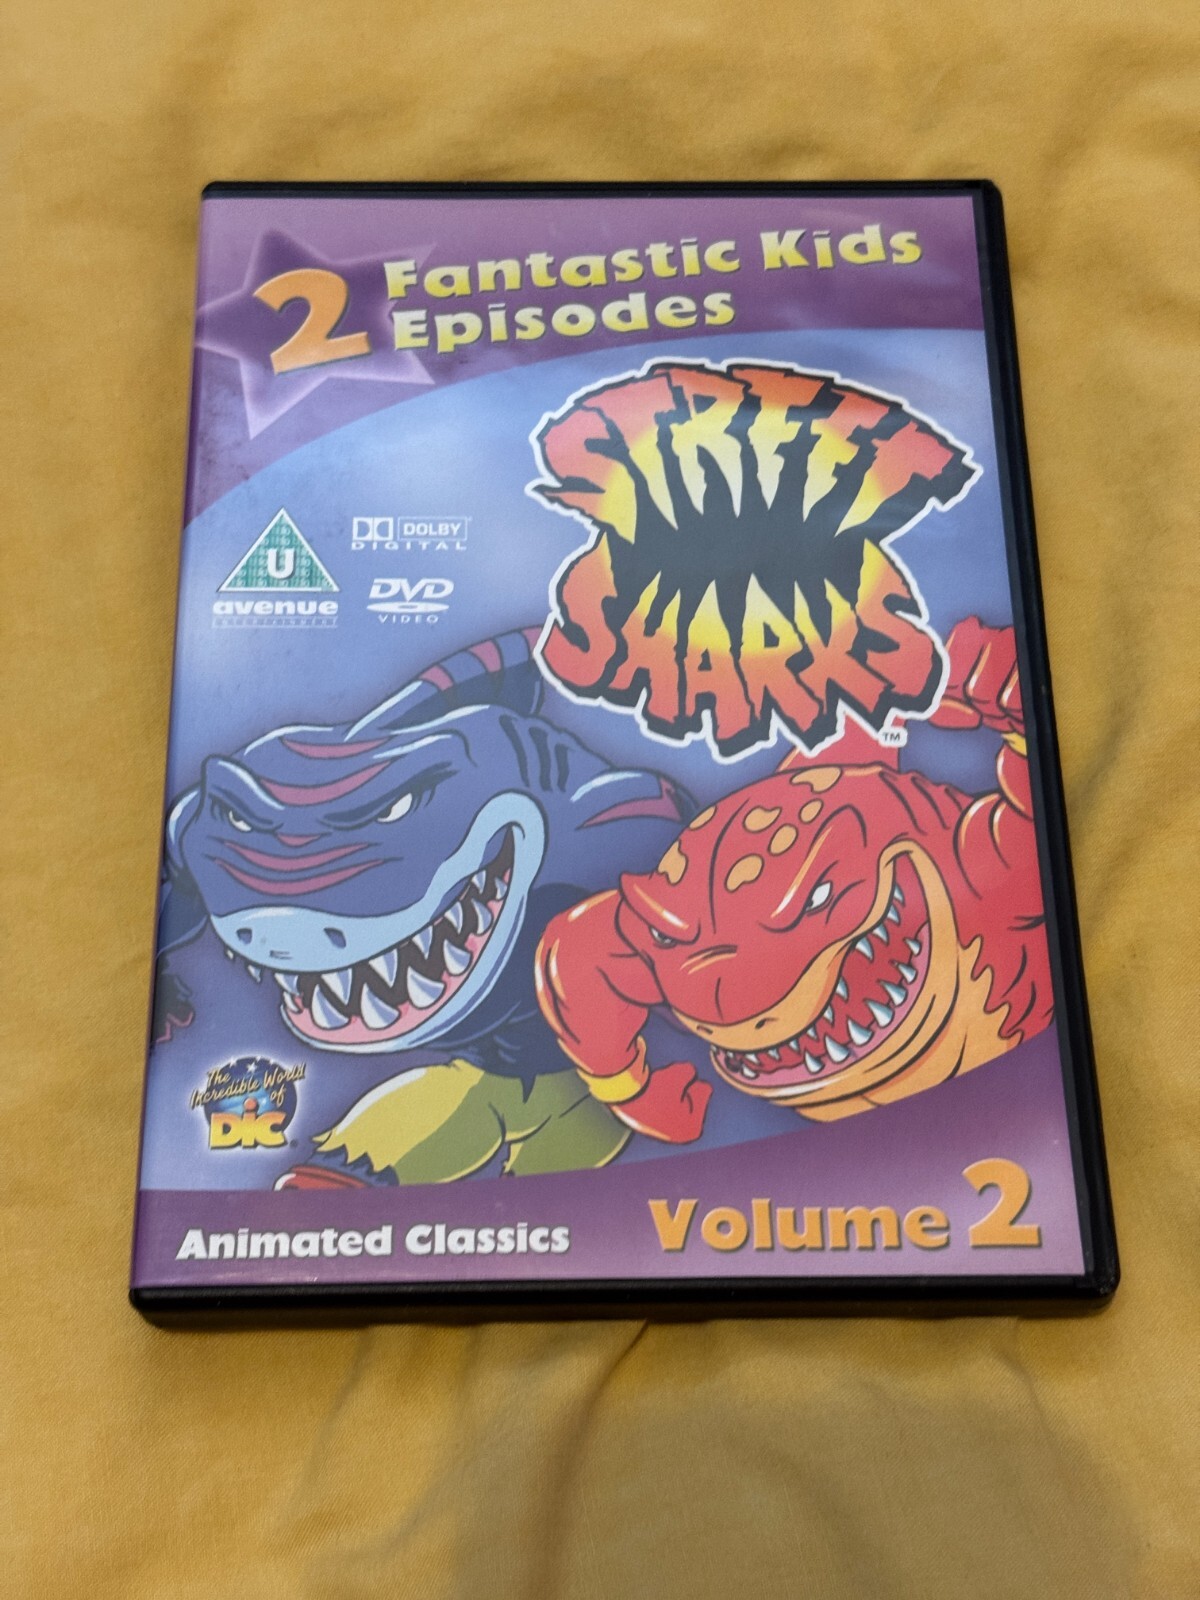 2 Fantastic Kids
Episodes
STREET
SHARKS
TM
U
avenue
ENTERTAINMENT
DOLBY
DIGITAL
DVD
VIDEO
The
Incredible World
of
DiC
Animated Classics
Volume 2